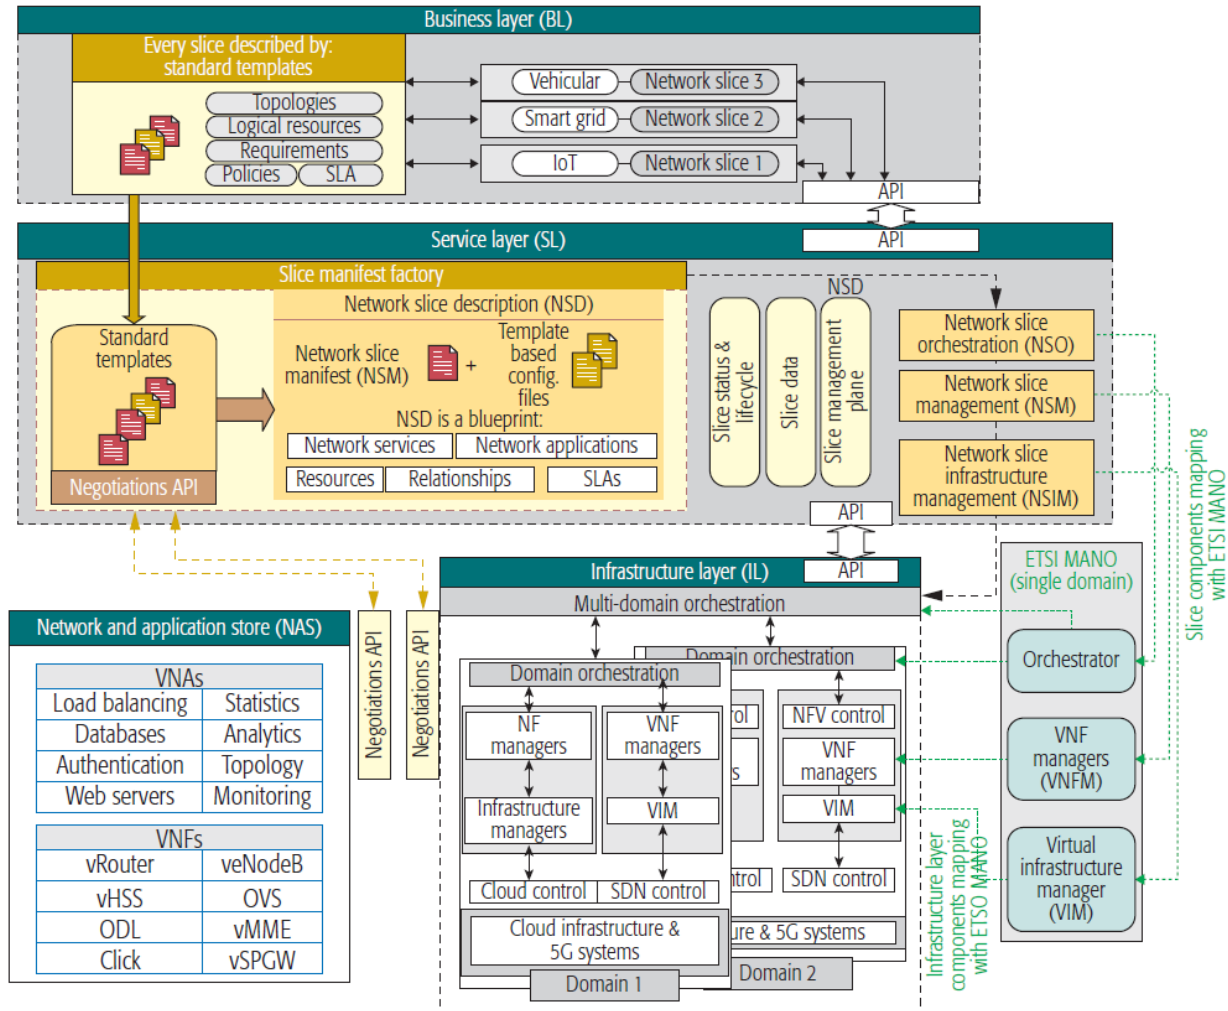 Business layer (BL)
Every slice described by:
standard templates
Topologies
Logical resources
Requirements
Policies
SLA
Vehicular
Network slice 3
Smart grid
Network slice 2
IoT
Network slice 1
API
Service layer (SL)
API
Slice manifest factory
Standard
templates
Negotiations API
Network slice description (NSD)
Network slice
manifest (NSM)
+
Template
based
config.
files
NSD is a blueprint:
Network services
Network applications
Resources
Relationships
SLAs
NSD
Slice status &
lifecycle
Slice data
Slice management
plane
Network slice
orchestration (NSO)
Network slice
management (NSM)
Network slice
infrastructure
management (NSIM)
API
Slice components mapping
with ETSI MANO
Infrastructure layer (IL)
API
Multi-domain orchestration
Negotiations API
Negotiations API
Network and application store (NAS)
VNAs
Load balancing
Statistics
Databases
Analytics
Authentication
Topology
Web servers
Monitoring
VNFs
vRouter
veNodeB
vHSS
OVS
ODL
vMME
Click
vSPGW
Domain orchestration
NF
managers
VNF
managers
Infrastructure
managers
VIM
Cloud control
SDN control
Cloud infrastructure &
5G systems
Domain 1
Domain orchestration
rol
NFV control
s
VNF
managers
VIM
ntrol
SDN control
ure & 5G systems
Domain 2
Infrastructure layer
components mapping
with ETSO MANO
ETSI MANO
(single domain)
Orchestrator
VNF
managers
(VNFM)
Virtual
infrastructure
manager
(VIM)